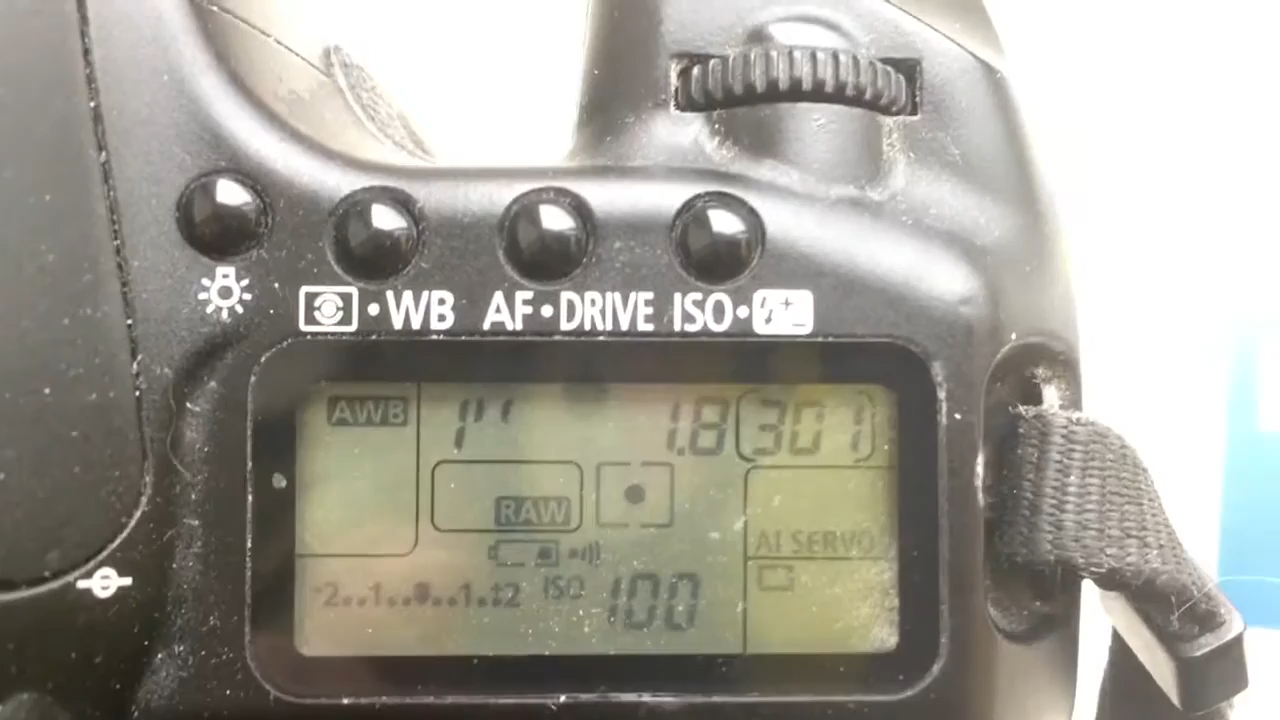 WB AF•DRIVE ISO•
AWB 1" 1.8 [301]
RAW
AI SERVO
-2..1..0..1.:2 ISO 100